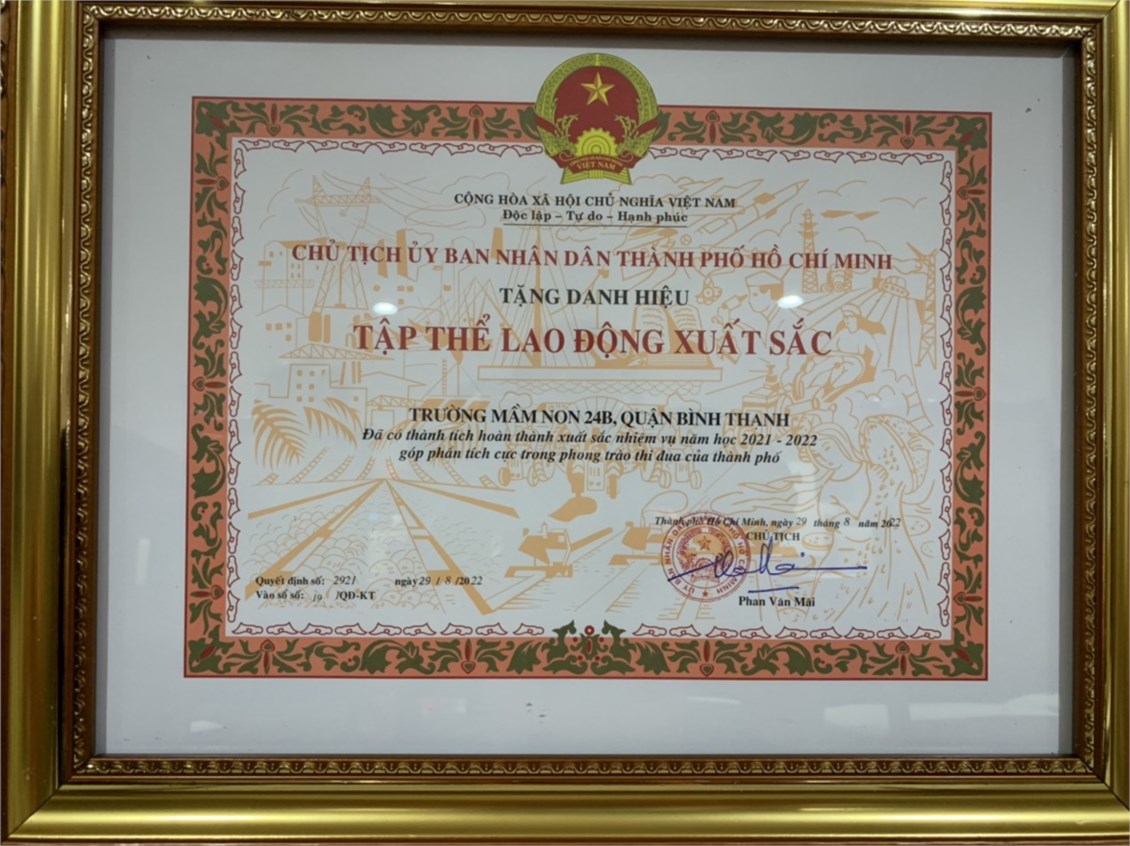 VIỆT NAM
CỘNG HÒA XÃ HỘI CHỦ NGHĨA VIỆT NAM
Độc lập – Tự do – Hạnh phúc
CHỦ TỊCH ỦY BAN NHÂN DÂN THÀNH PHỐ HỒ CHÍ MINH
TẶNG DANH HIỆU
TẬP THỂ LAO ĐỘNG XUẤT SẮC
TRƯỜNG MẦM NON 24B, QUẬN BÌNH THẠNH
Đã có thành tích hoàn thành xuất sắc nhiệm vụ năm học 2021 - 2022
góp phần tích cực trong phong trào thi đua của thành phố
Thành phố Hồ Chí Minh, ngày 29 tháng 8 năm 2022
CHỦ TỊCH
Quyết định số: 2921 ngày 29 / 8 /2022
Vào sổ số: 19 /QĐ-KT
Phan Văn Mãi